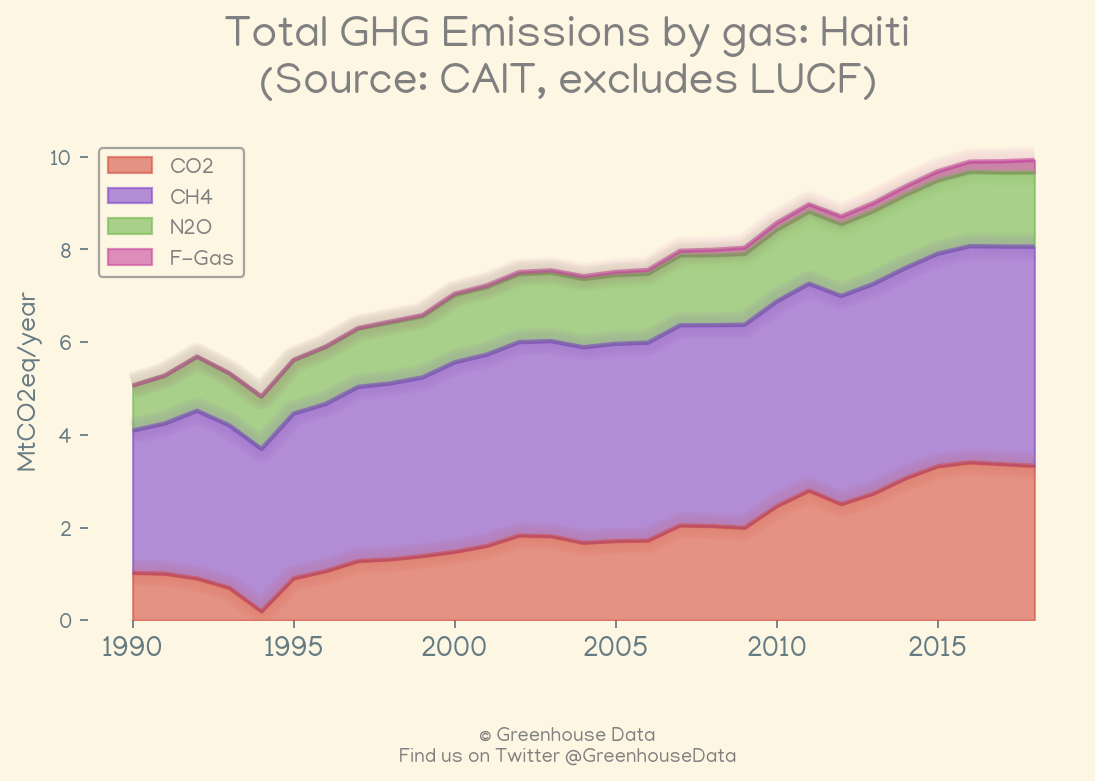 Total GHG Emissions by gas: Haiti
(Source: CAIT, excludes LUCF)
10
8
6
4
2
0
MtCO2eq/year
CO2
CH4
N2O
F-Gas
1990 1995 2000 2005 2010 2015
© Greenhouse Data
Find us on Twitter @GreenhouseData